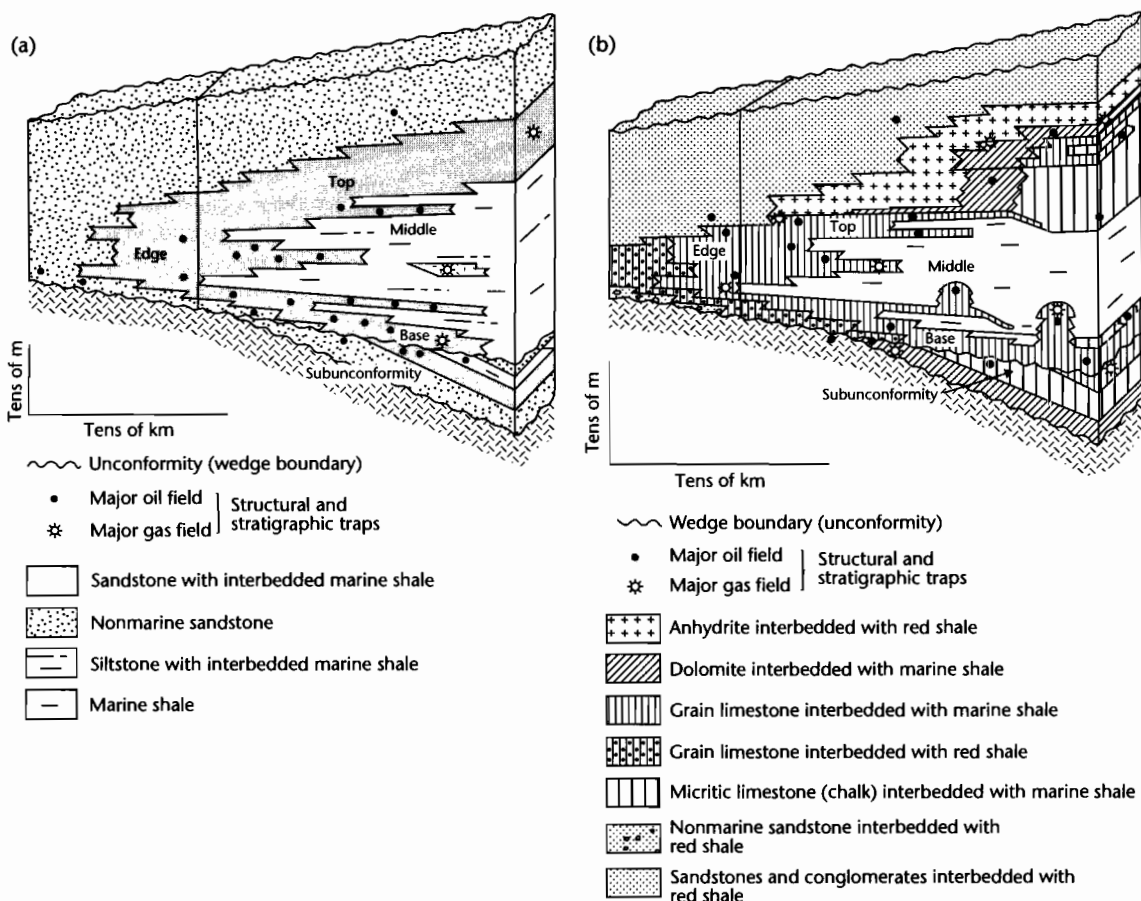 (a)
Top
Middle
Edge
Base
Subunconformity
Tens of m
Tens of km
Unconformity (wedge boundary)
Major oil field
Major gas field
Structural and
stratigraphic traps
Sandstone with interbedded marine shale
Nonmarine sandstone
Siltstone with interbedded marine shale
Marine shale
(b)
Top
Edge
Middle
Base
Subunconformity
Tens of m
Tens of km
Wedge boundary (unconformity)
Major oil field
Major gas field
Structural and
stratigraphic traps
Anhydrite interbedded with red shale
Dolomite interbedded with marine shale
Grain limestone interbedded with marine shale
Grain limestone interbedded with red shale
Micritic limestone (chalk) interbedded with marine shale
Nonmarine sandstone interbedded with
red shale
Sandstones and conglomerates interbedded with
red shale